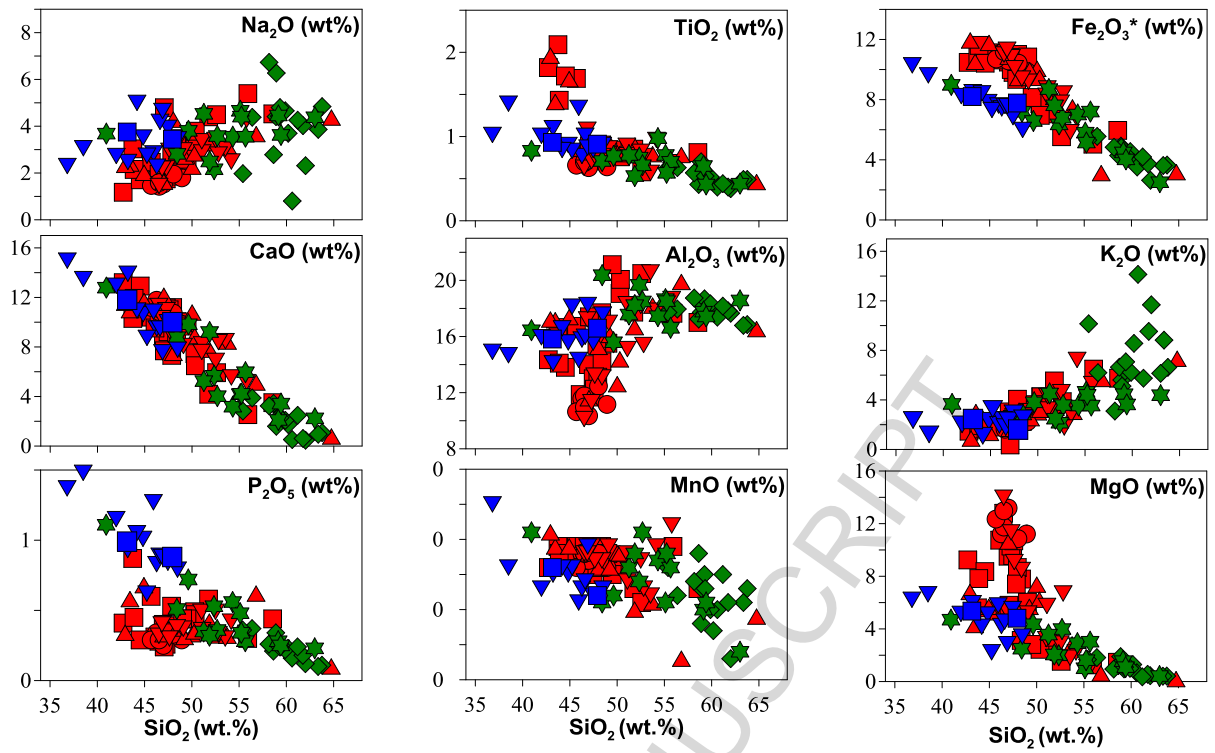 Na₂O (wt%)
8
6
4
2
0
TiO₂ (wt%)
2
1
0
Fe₂O₃* (wt%)
12
8
4
0
CaO (wt%)
16
12
8
4
0
Al₂O₃ (wt%)
20
16
12
8
K₂O (wt%)
16
12
8
4
0
P₂O₅ (wt%)
1
0
MnO (wt%)
0
0
0
0
MgO (wt%)
16
12
8
4
0
35 40 45 50 55 60 65
SiO₂ (wt.%)
35 40 45 50 55 60 65
SiO₂ (wt.%)
35 40 45 50 55 60 65
SiO₂ (wt.%)
NUSCRIPT